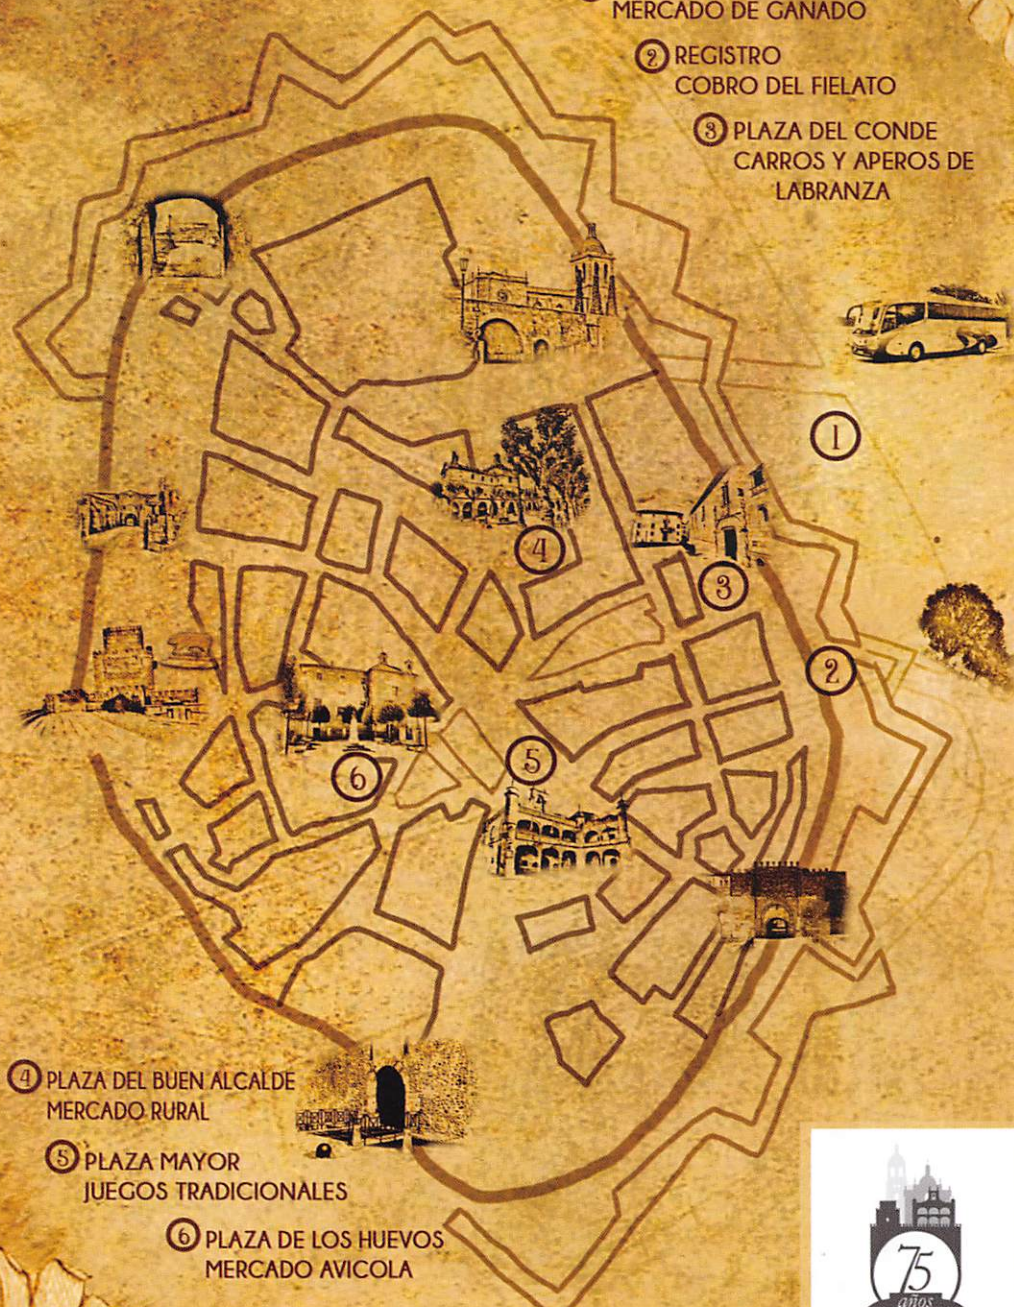 MERCADO DE GANADO
2 REGISTRO
COBRO DEL FIELATO
3 PLAZA DEL CONDE
CARROS Y APEROS DE
LABRANZA
1
4
3
2
5
6
4 PLAZA DEL BUEN ALCALDE
MERCADO RURAL
5 PLAZA MAYOR
JUEGOS TRADICIONALES
6 PLAZA DE LOS HUEVOS
MERCADO AVICOLA
75
años